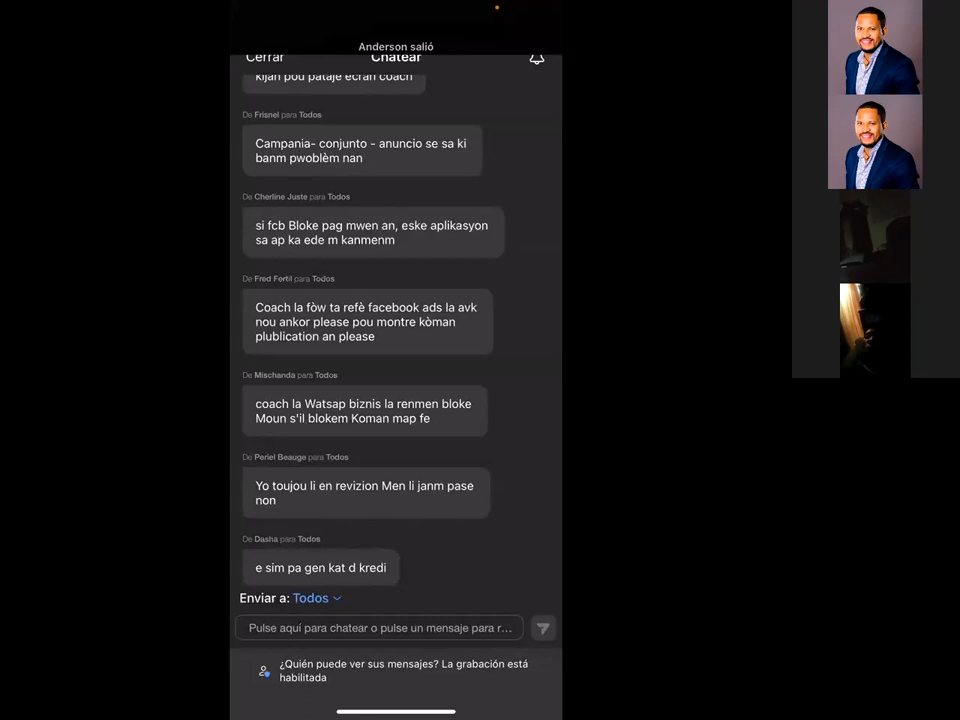 Anderson salió
Cerrar
Chatear
kijan pou pataje ecran coach
De Frisnel para Todos
Campania- conjunto - anuncio se sa ki
banm pwoblèm nan
De Cherline Juste para Todos
si fcb Bloke pag mwen an, eske aplikasyon
sa ap ka ede m kanmenm
De Fred Fertil para Todos
Coach la fòw ta refè facebook ads la avk
nou ankor please pou montre kòman
plublication an please
De Mischanda para Todos
coach la Watsap biznis la renmen bloke
Moun s'il blokem Koman map fe
De Periel Beauge para Todos
Yo toujou li en revizion Men li janm pase
non
De Dasha para Todos
e sim pa gen kat d kredi
Enviar a: Todos
Pulse aquí para chatear o pulse un mensaje para r...
¿Quién puede ver sus mensajes? La grabación está
habilitada